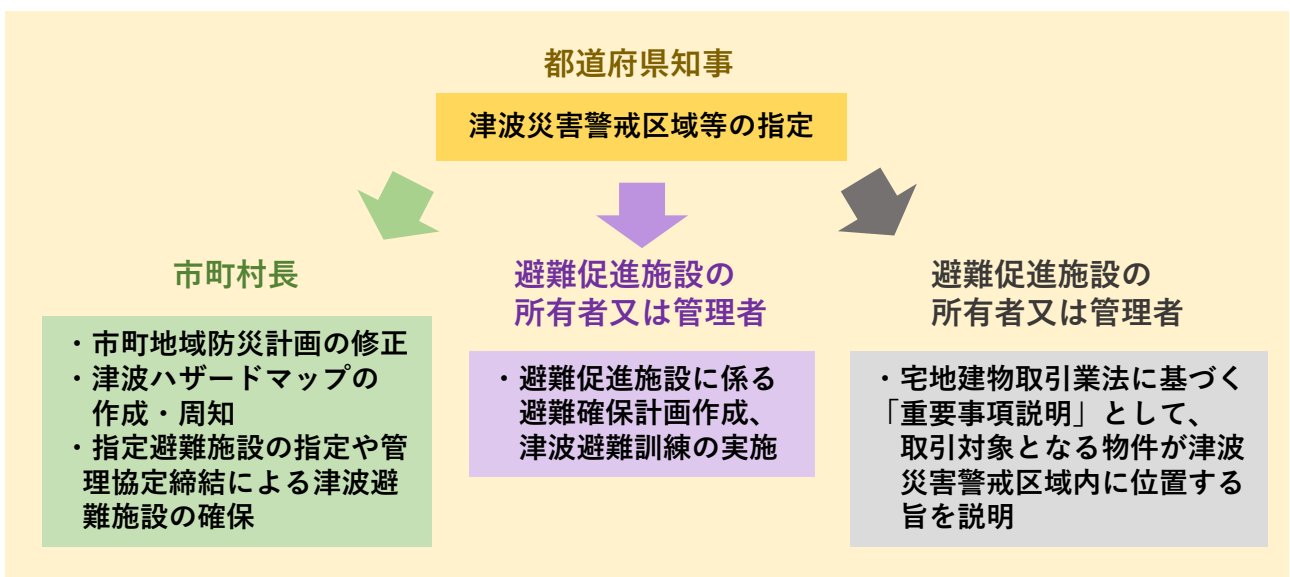 都道府県知事
津波災害警戒区域等の指定
市町村長
・市町地域防災計画の修正
・津波ハザードマップの
作成・周知
・指定避難施設の指定や管
理協定締結による津波避
難施設の確保
避難促進施設の
所有者又は管理者
・避難促進施設に係る
避難確保計画作成、
津波避難訓練の実施
避難促進施設の
所有者又は管理者
・宅地建物取引業法に基づく
「重要事項説明」として、
取引対象となる物件が津波
災害警戒区域内に位置する
旨を説明